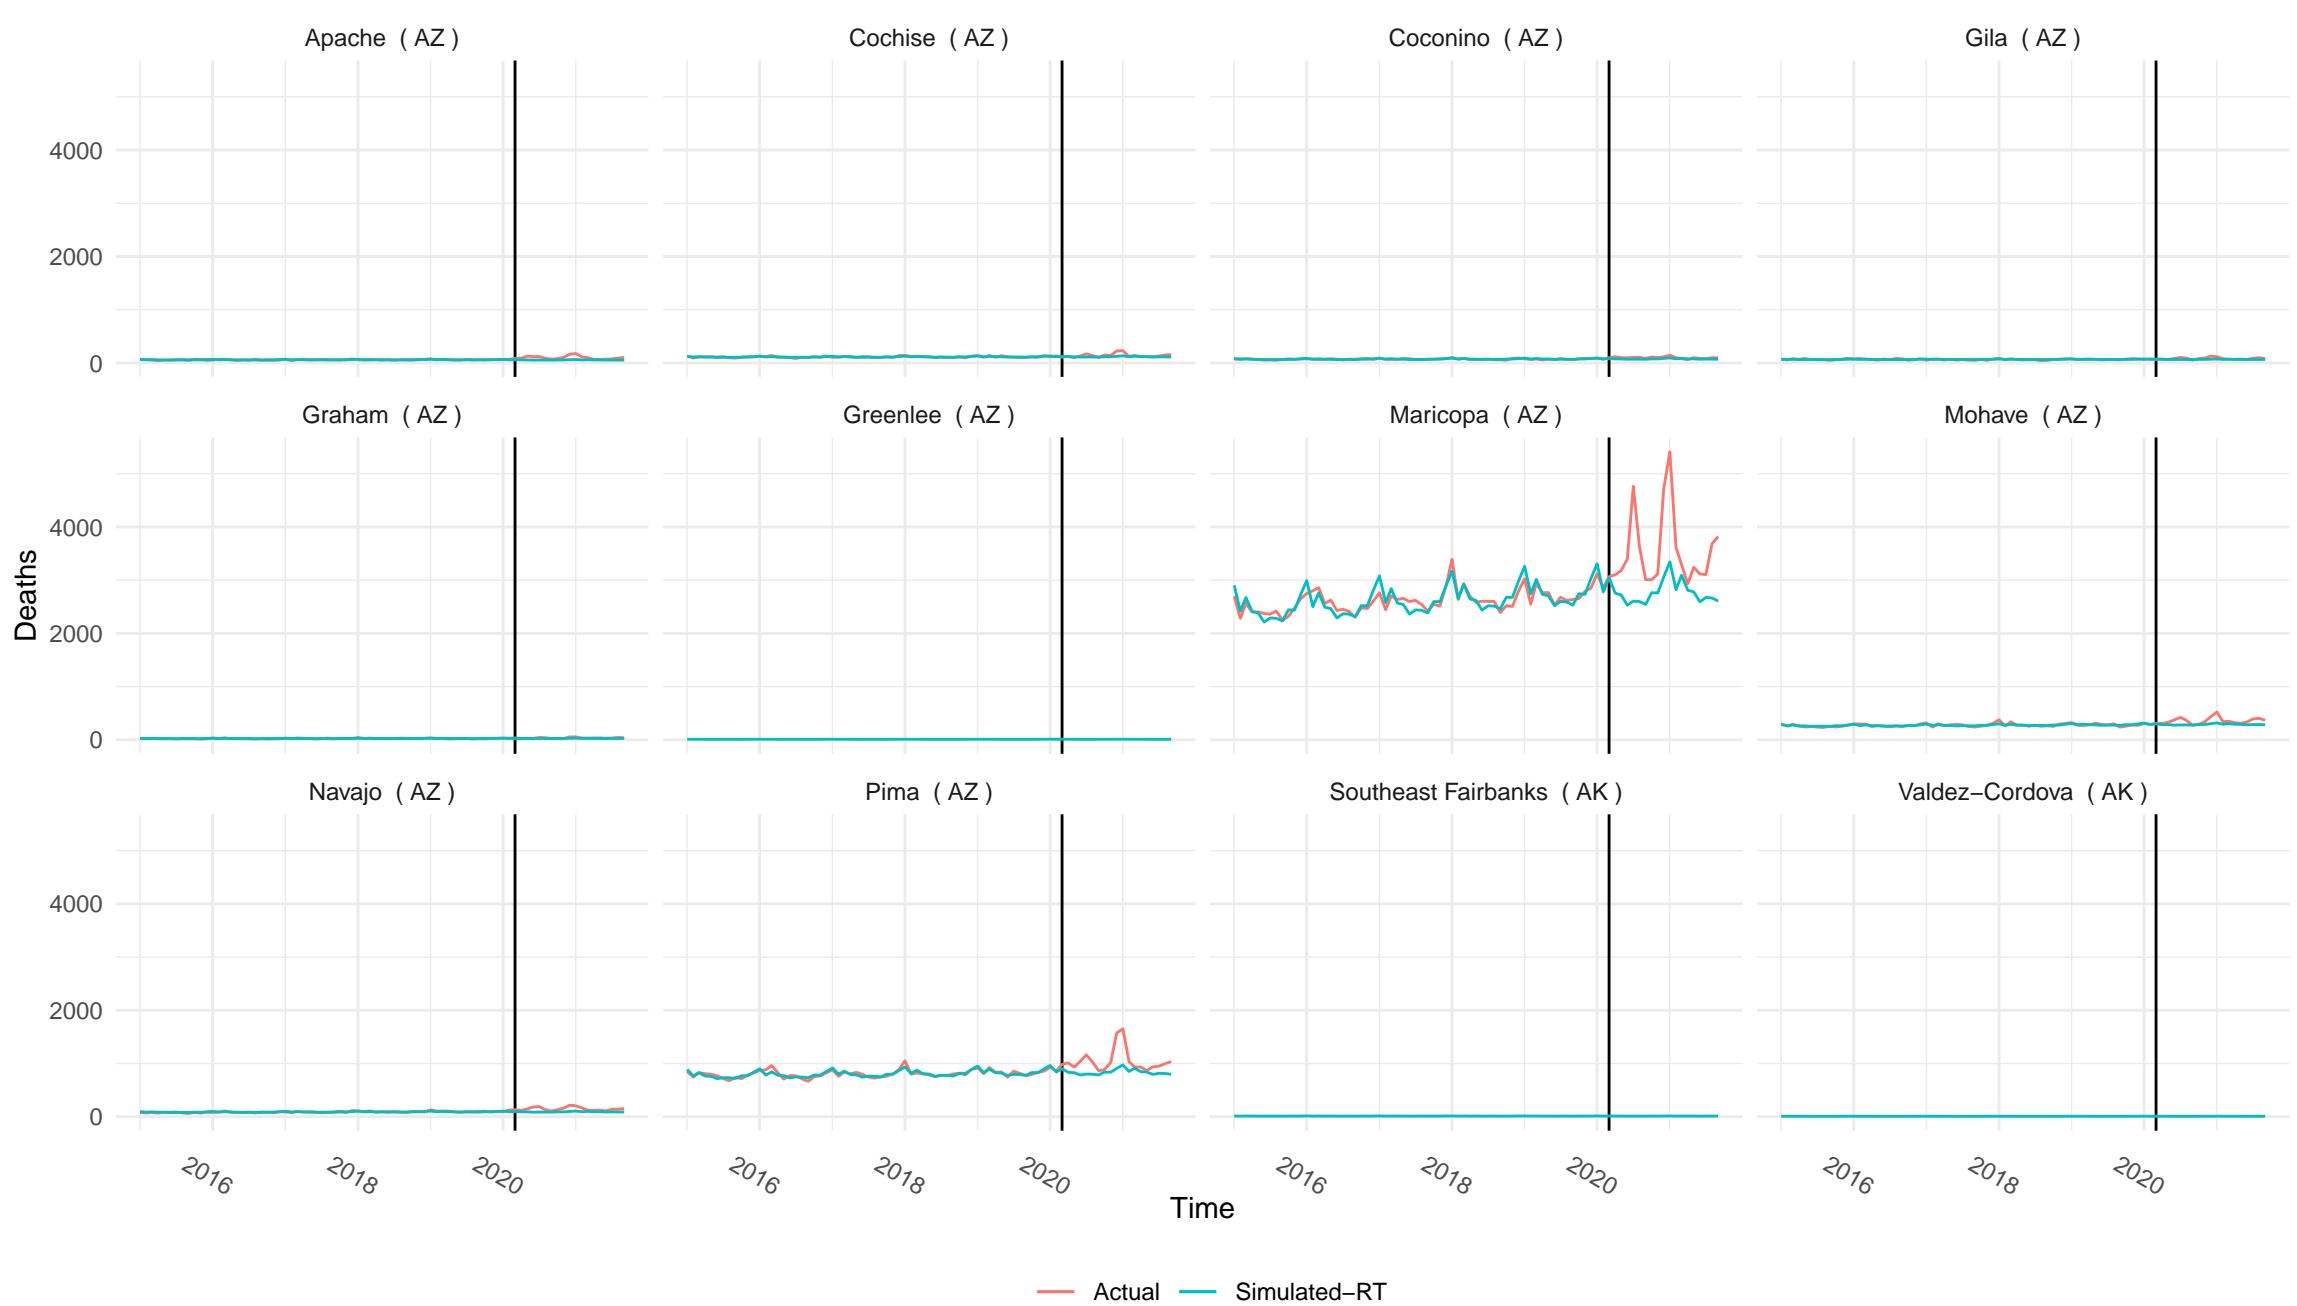 Apache ( AZ )
Cochise ( AZ )
Coconino ( AZ )
Gila ( AZ )
4000
2000
0
Graham ( AZ )
Greenlee ( AZ )
Maricopa ( AZ )
Mohave ( AZ )
4000
2000
0
Deaths
Navajo ( AZ )
Pima ( AZ )
Southeast Fairbanks ( AK )
Valdez−Cordova ( AK )
4000
2000
0
2016 2018 2020
2016 2018 2020
2016 2018 2020
2016 2018 2020
Time
Actual
Simulated−RT